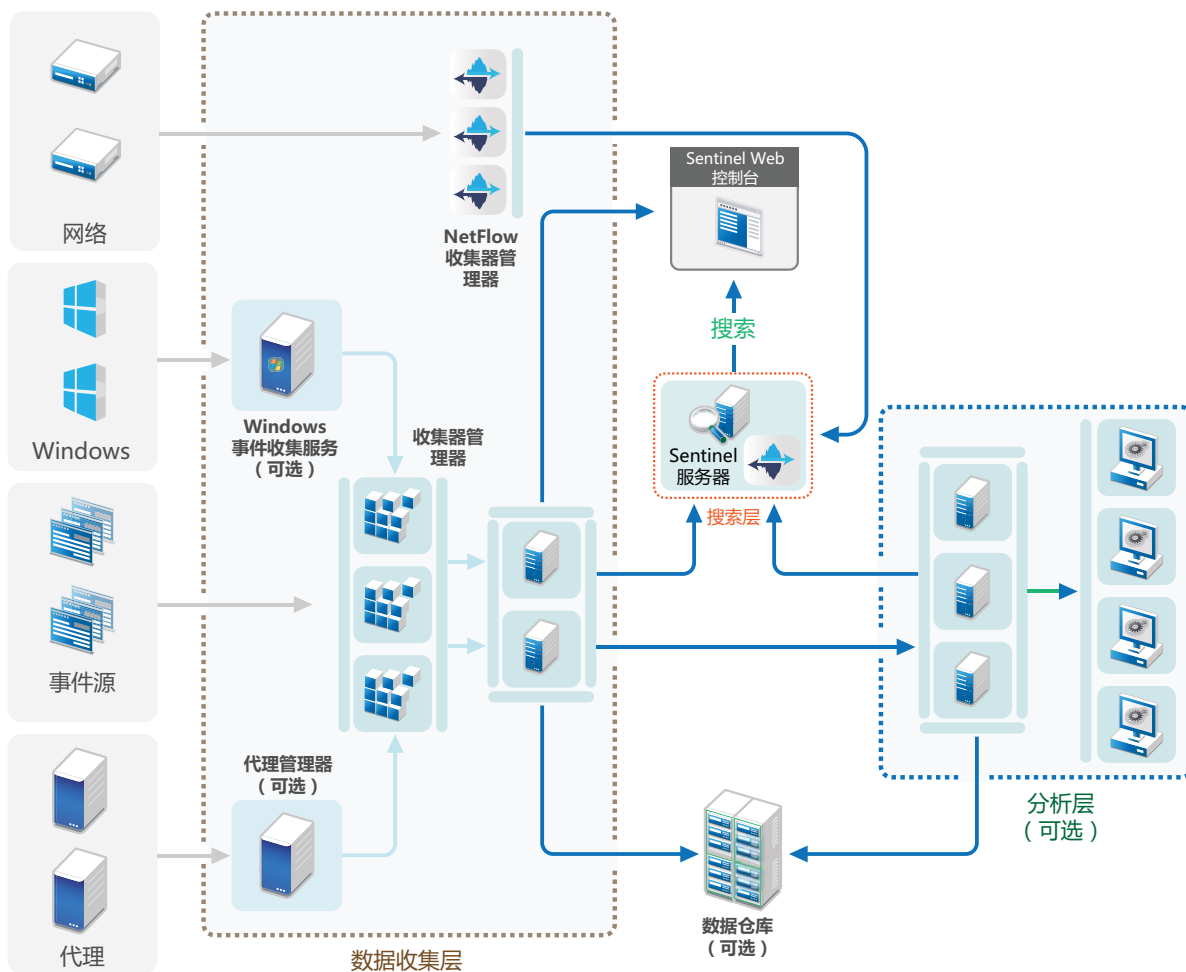 网络
NetFlow
收集器管
理器
Sentinel Web
控制台
搜索
Windows
Windows
事件收集服务
（可选）
收集器管
理器
Sentinel
服务器
搜索层
事件源
代理管理器
（可选）
代理
数据收集层
数据仓库
（可选）
分析层
（可选）